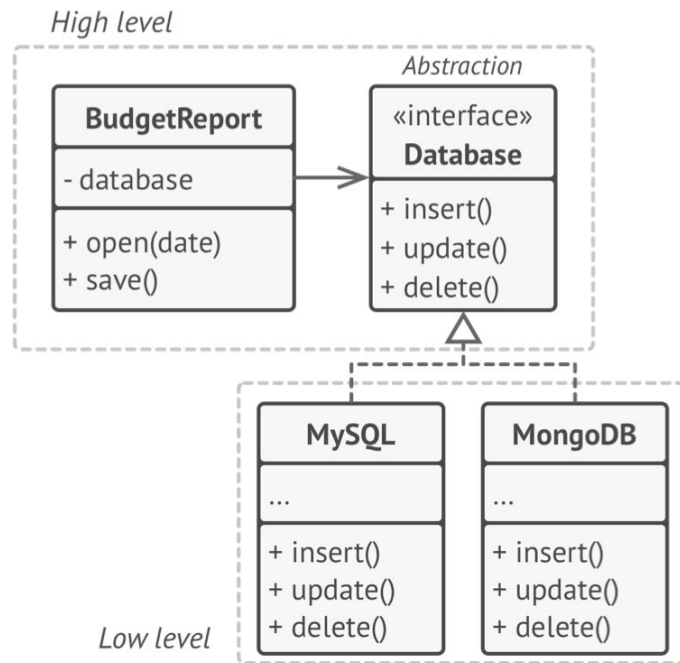 High level
Abstraction
BudgetReport
- database
+ open(date)
+ save()
«interface»
Database
+ insert()
+ update()
+ delete()
MySQL
...
+ insert()
+ update()
+ delete()
MongoDB
...
+ insert()
+ update()
+ delete()
Low level